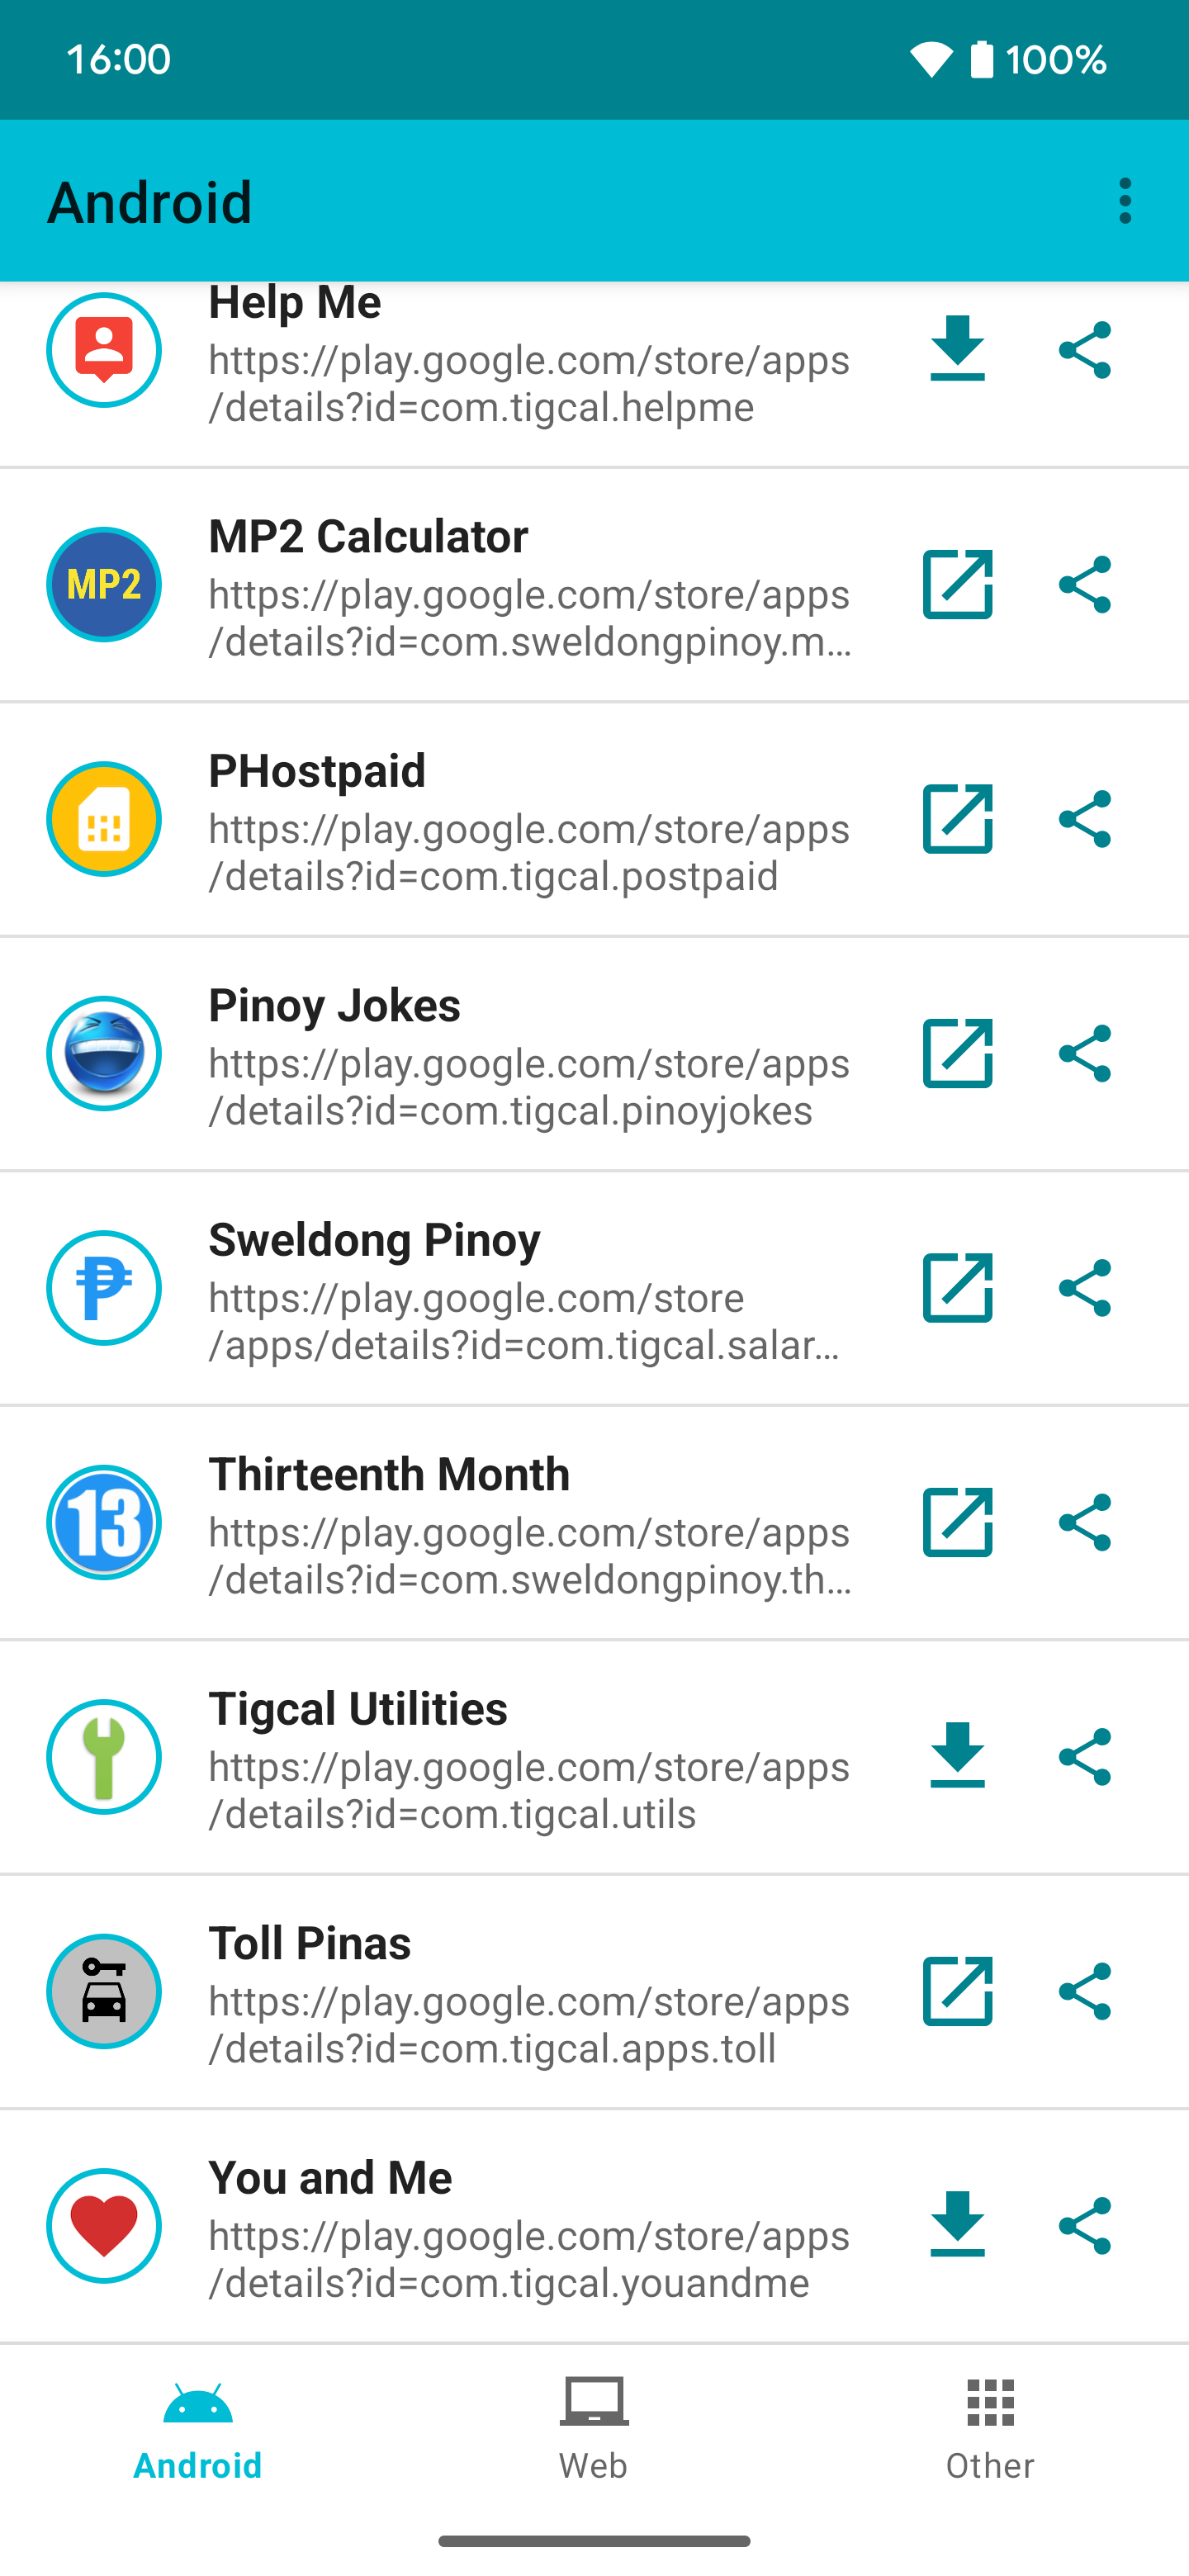 16:00
100%
Android
Help Me
https://play.google.com/store/apps
/details?id=com.tigcal.helpme
MP2
MP2 Calculator
https://play.google.com/store/apps
/details?id=com.sweldongpinoy.m…
PHostpaid
https://play.google.com/store/apps
/details?id=com.tigcal.postpaid
Pinoy Jokes
https://play.google.com/store/apps
/details?id=com.tigcal.pinoyjokes
₱
Sweldong Pinoy
https://play.google.com/store
/apps/details?id=com.tigcal.salar…
13
Thirteenth Month
https://play.google.com/store/apps
/details?id=com.sweldongpinoy.th…
Tigcal Utilities
https://play.google.com/store/apps
/details?id=com.tigcal.utils
Toll Pinas
https://play.google.com/store/apps
/details?id=com.tigcal.apps.toll
You and Me
https://play.google.com/store/apps
/details?id=com.tigcal.youandme
Android
Web
Other